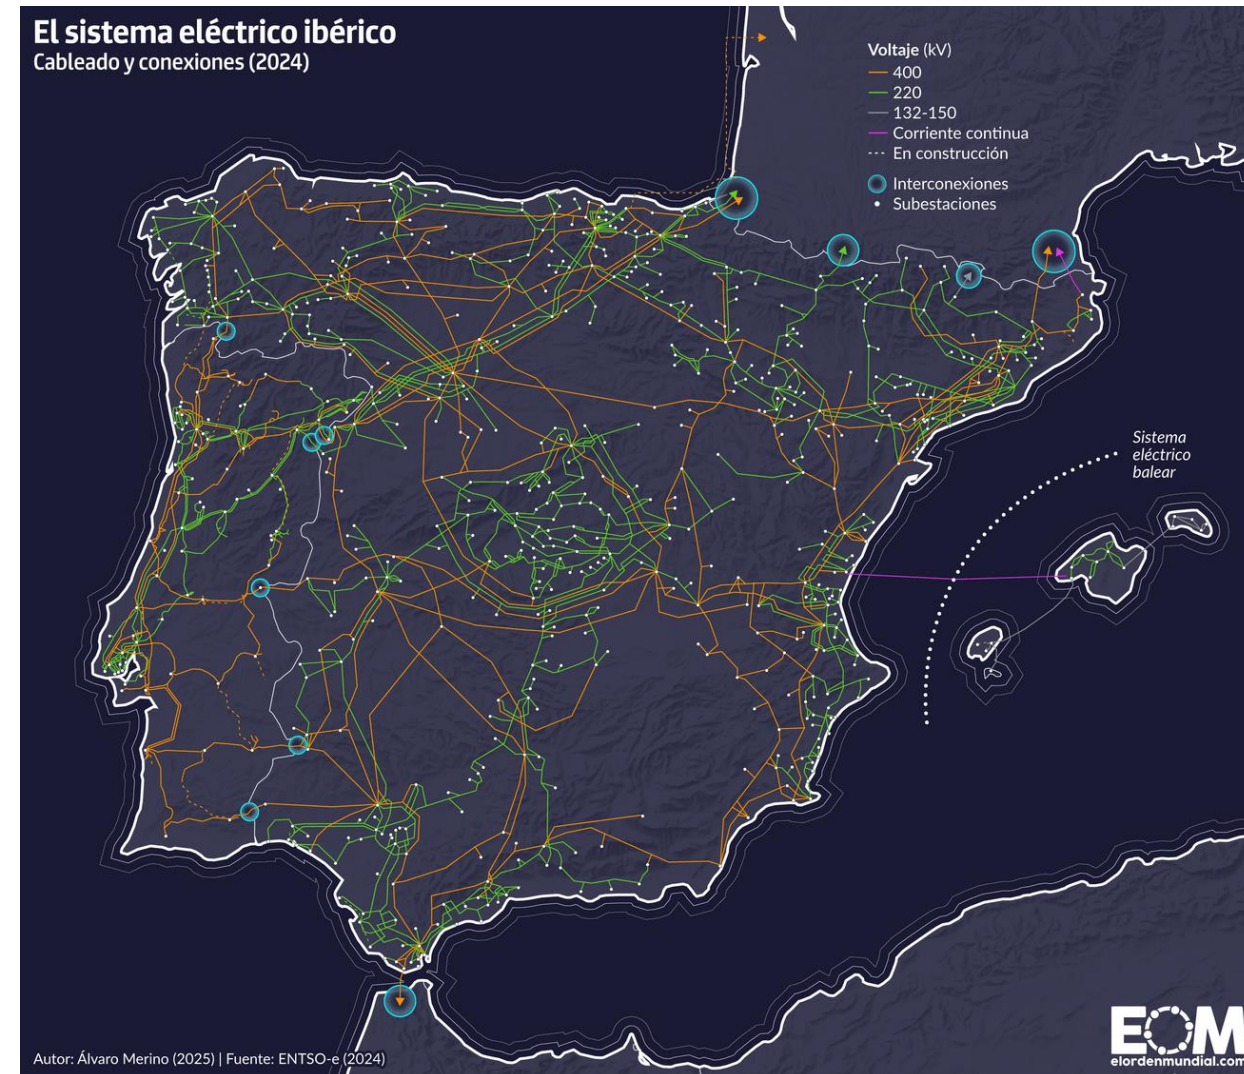 El sistema eléctrico ibérico
Cableado y conexiones (2024)
Voltaje (kV)
400
220
132-150
Corriente continua
En construcción
Interconexiones
Subestaciones
Sistema
eléctrico
balear
Autor: Álvaro Merino (2025) | Fuente: ENTSO-e (2024)
EOM
elordenmundial.com